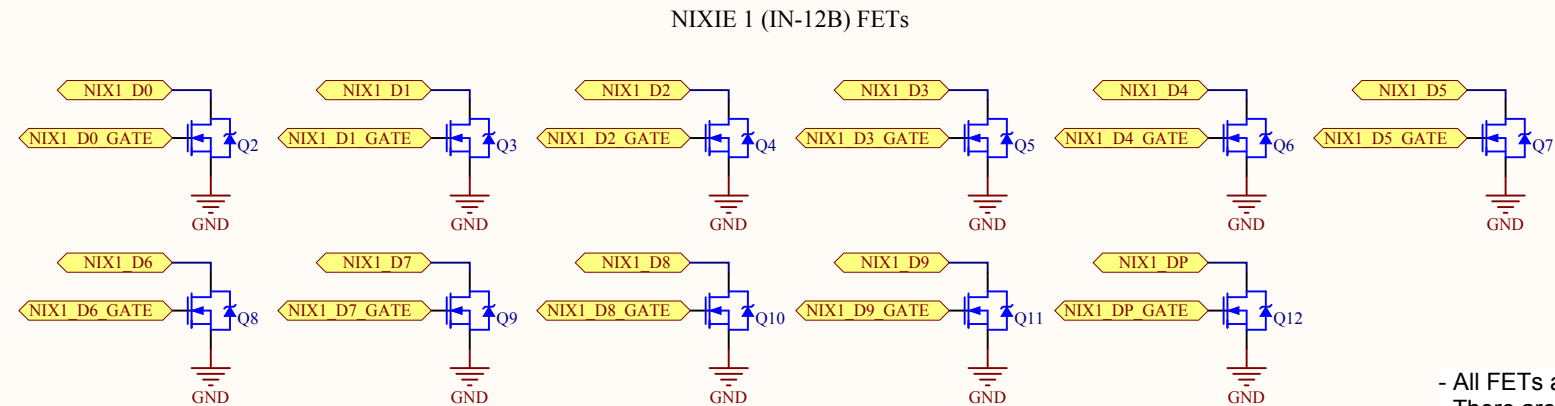 NIXIE 1 (IN-12B) FETs
NIX1_D0 NIX1_D1 NIX1_D2 NIX1_D3 NIX1_D4 NIX1_D5
NIX1_D0_GATE NIX1_D1_GATE NIX1_D2_GATE NIX1_D3_GATE NIX1_D4_GATE NIX1_D5_GATE
Q2 Q3 Q4 Q5 Q6 Q7
GND GND GND GND GND GND
NIX1_D6 NIX1_D7 NIX1_D8 NIX1_D9 NIX1_DP
NIX1_D6_GATE NIX1_D7_GATE NIX1_D8_GATE NIX1_D9_GATE NIX1_DP_GATE
Q8 Q9 Q10 Q11 Q12
GND GND GND GND GND
- All FETs
There are